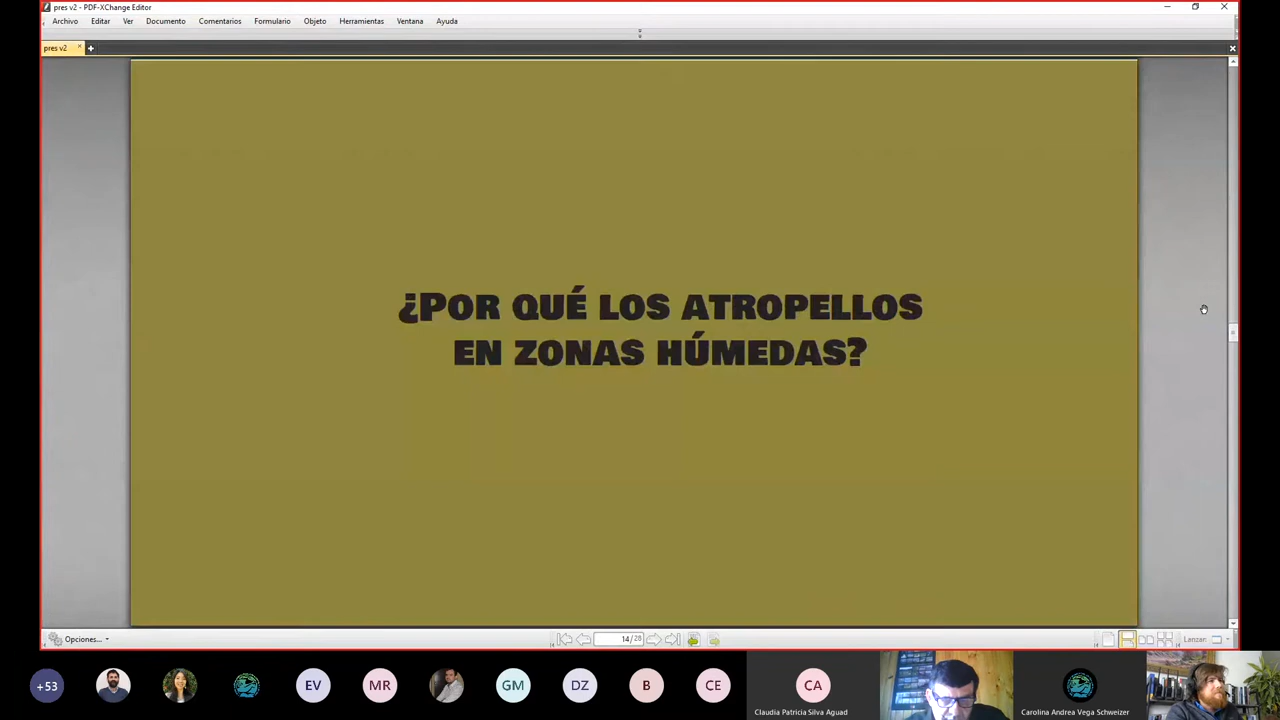 pres v2 - PDF-XChange Editor
Archivo Editar Ver Documento Comentarios Formulario Objeto Herramientas Ventana Ayuda
pres v2
¿Por qué los atropellos
en zonas húmedas?
Opciones...
14 / 28
Lanzar
+53 EV MR GM DZ B CE CA
Claudia Patricia Silva Aguad
Carolina Andrea Vega Schweizer